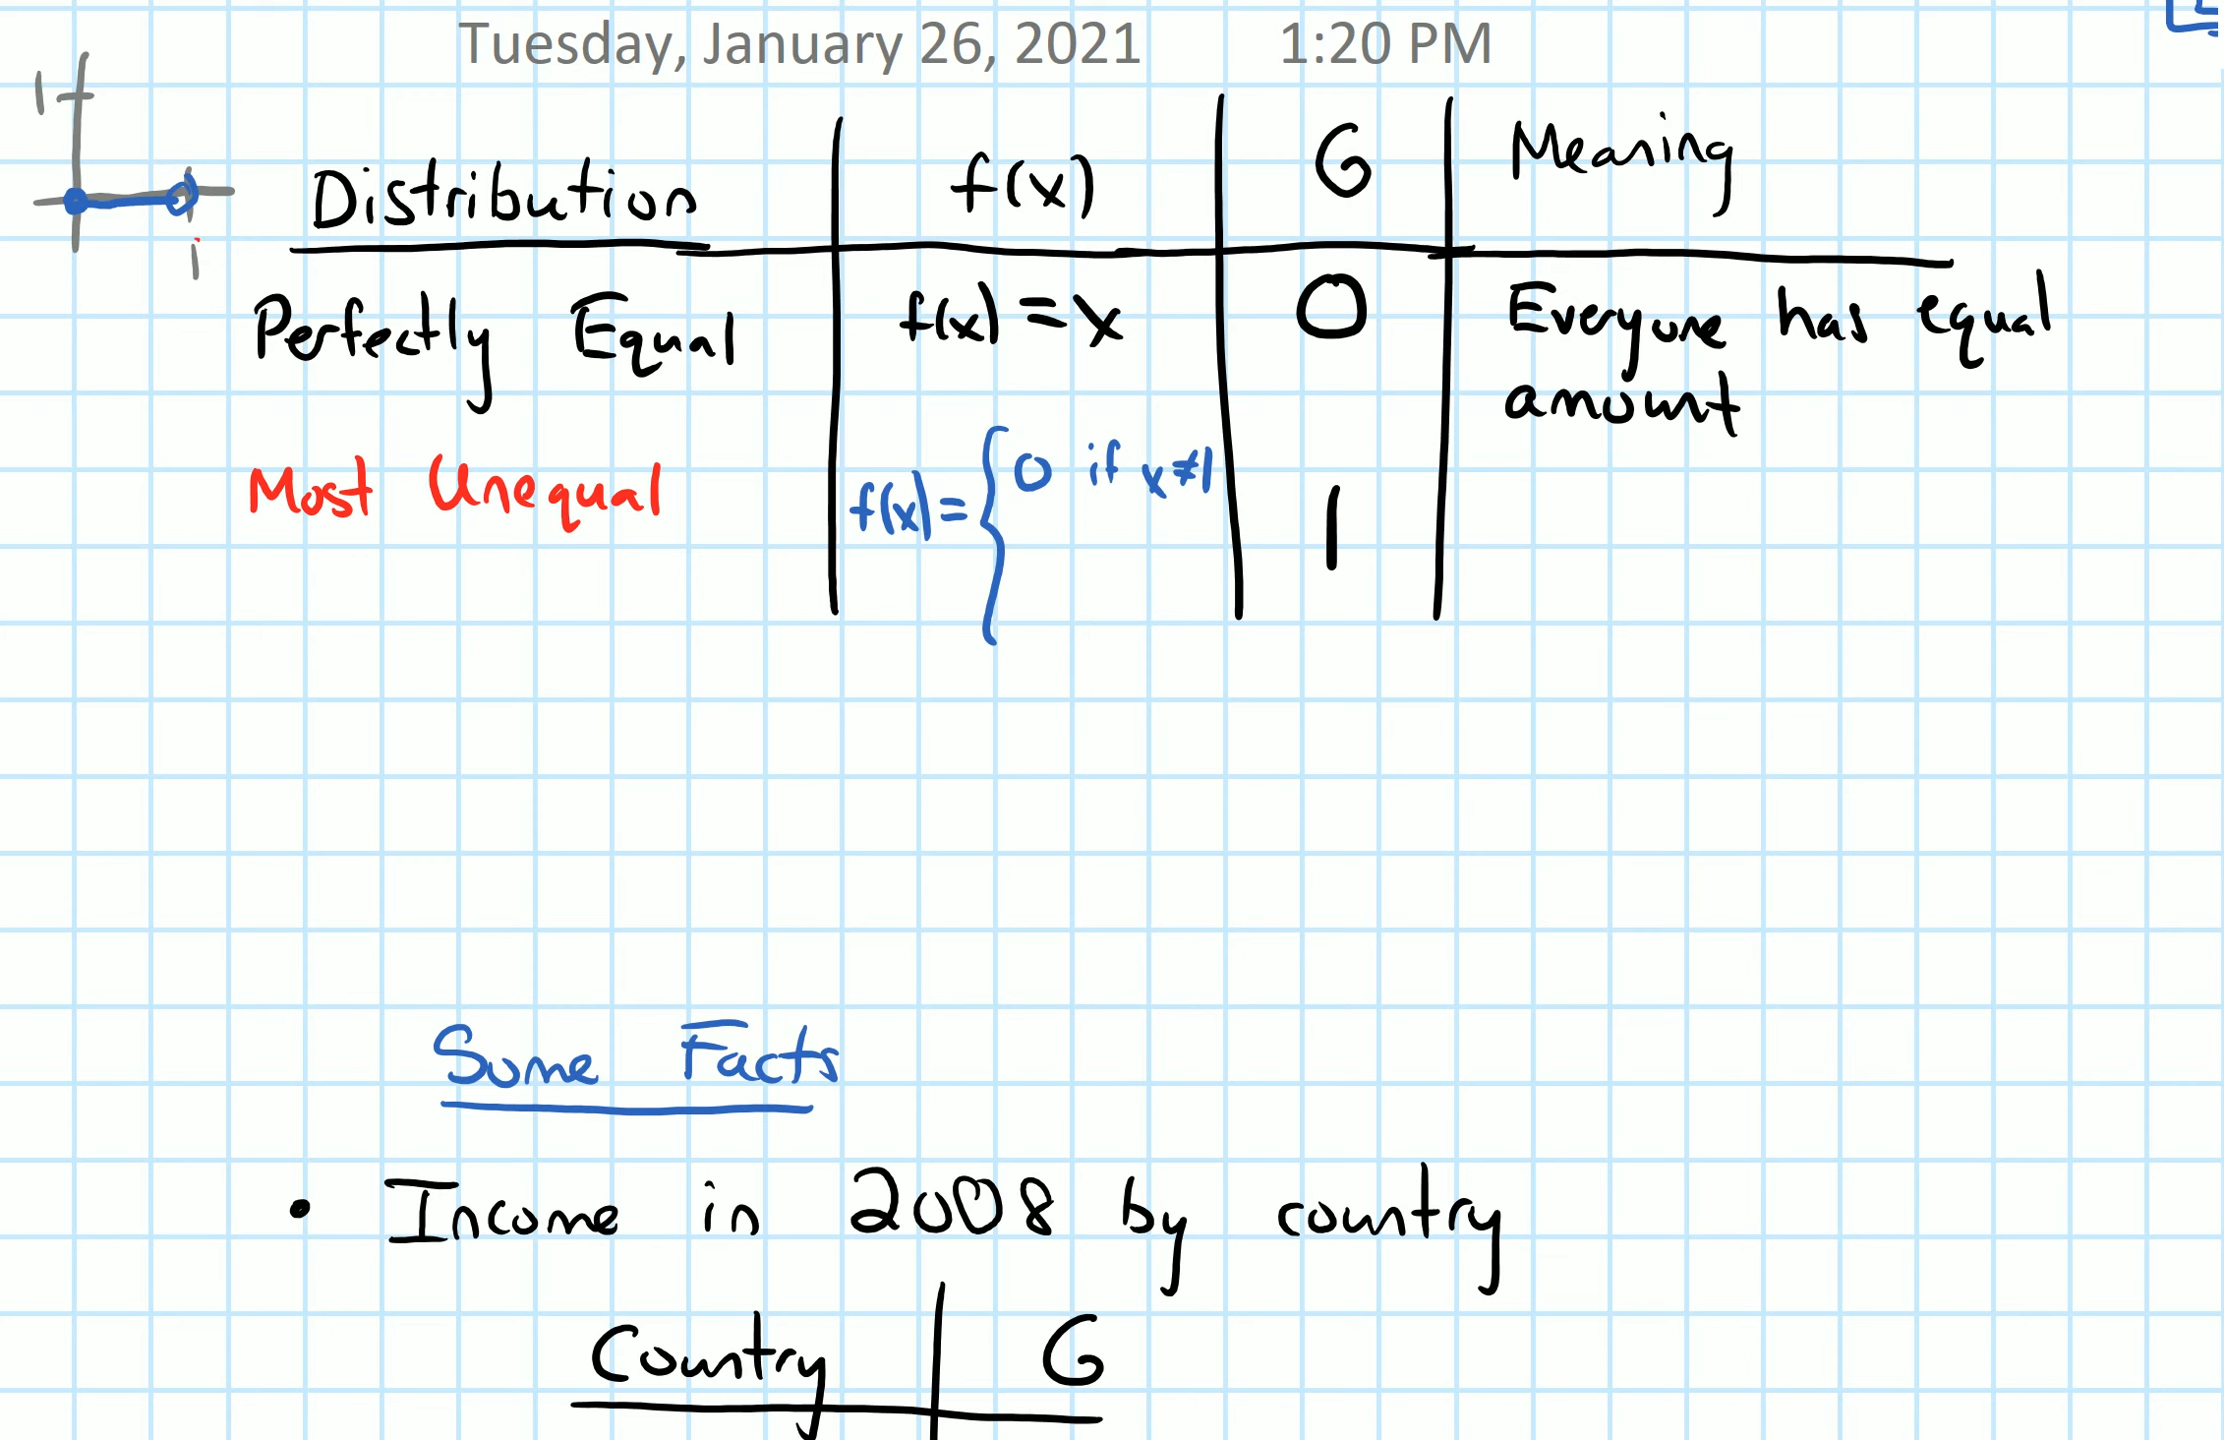 Tuesday, January 26, 2021 1:20 PM
1
1
Distribution f(x) G Meaning
Perfectly Equal f(x) = x 0 Everyone has equal
amount
Most Unequal f(x) = { 0 if x ≠ 1 1
Some Facts
• Income in 2008 by country
Country G